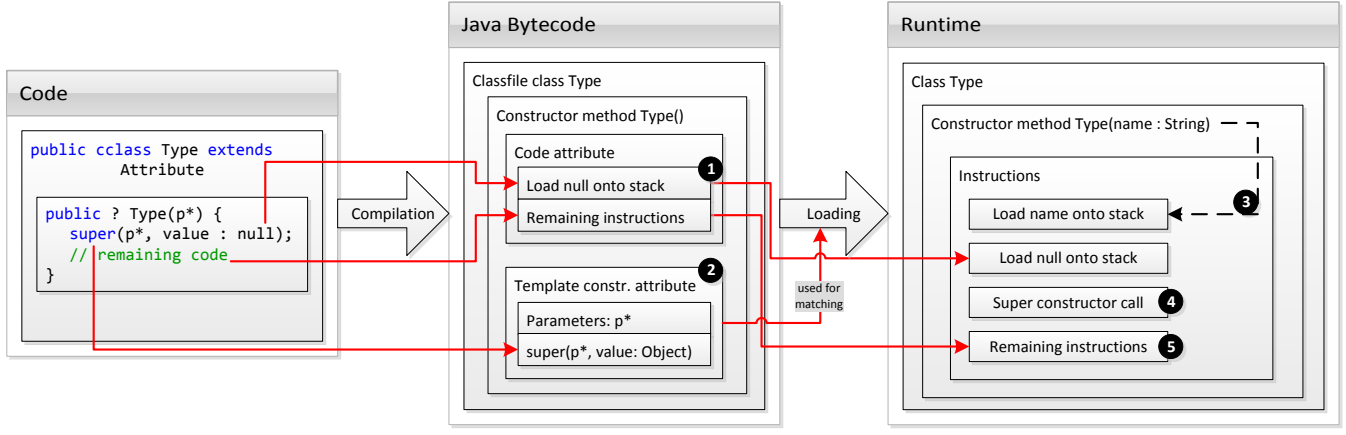 Code
public cclass Type extends
Attribute
public ? Type(p*) {
super(p*, value : null);
// remaining code
}
Compilation
Java Bytecode
Classfile class Type
Constructor method Type()
Code attribute
1
Load null onto stack
Remaining instructions
2
Template constr. attribute
Parameters: p*
super(p*, value: Object)
Loading
used for
matching
Runtime
Class Type
Constructor method Type(name : String)
Instructions
3
Load name onto stack
Load null onto stack
Super constructor call
4
Remaining instructions
5